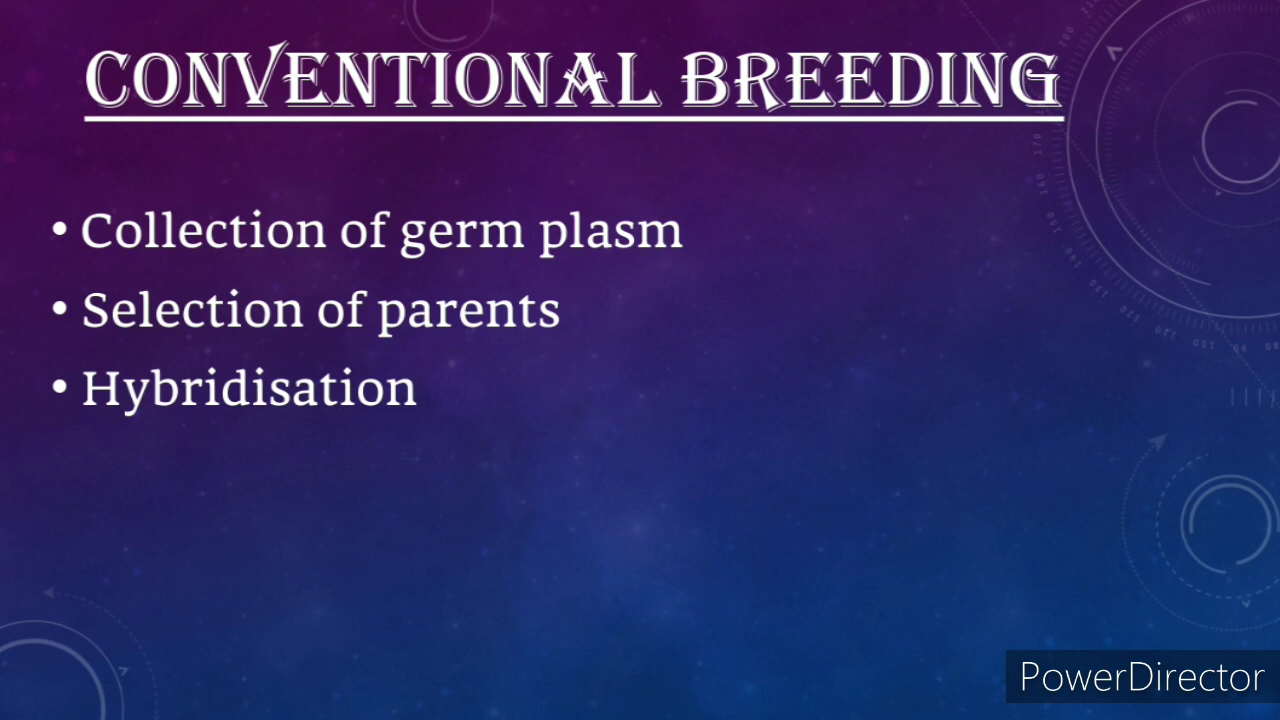 CONVENTIONAL BREEDING
• Collection of germ plasm
• Selection of parents
• Hybridisation
PowerDirector